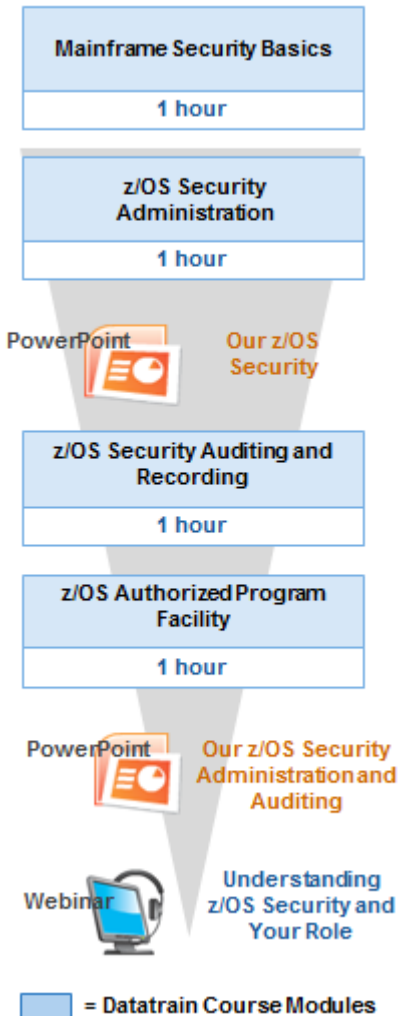 Mainframe Security Basics
1 hour
z/OS Security
Administration
1 hour
PowerPoint
Our z/OS
Security
z/OS Security Auditing and
Recording
1 hour
z/OS Authorized Program
Facility
1 hour
PowerPoint
Our z/OS Security
Administration and
Auditing
Webinar
Understanding
z/OS Security and
Your Role
= Datatrain Course Modules